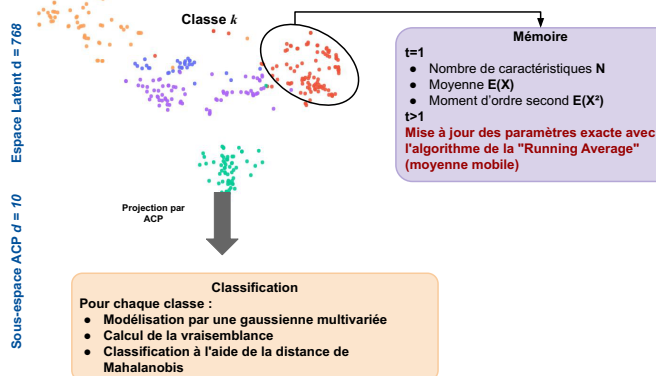 Espace Latent d = 768
Classe k
Mémoire
t=1
● Nombre de caractéristiques N
● Moyenne E(X)
● Moment d'ordre second E(X²)
t>1
Mise à jour des paramètres exacte avec
l'algorithme de la "Running Average"
(moyenne mobile)
Sous-espace ACP d = 10
Projection par
ACP
Classification
Pour chaque classe :
● Modélisation par une gaussienne multivariée
● Calcul de la vraisemblance
● Classification à l'aide de la distance de
Mahalanobis